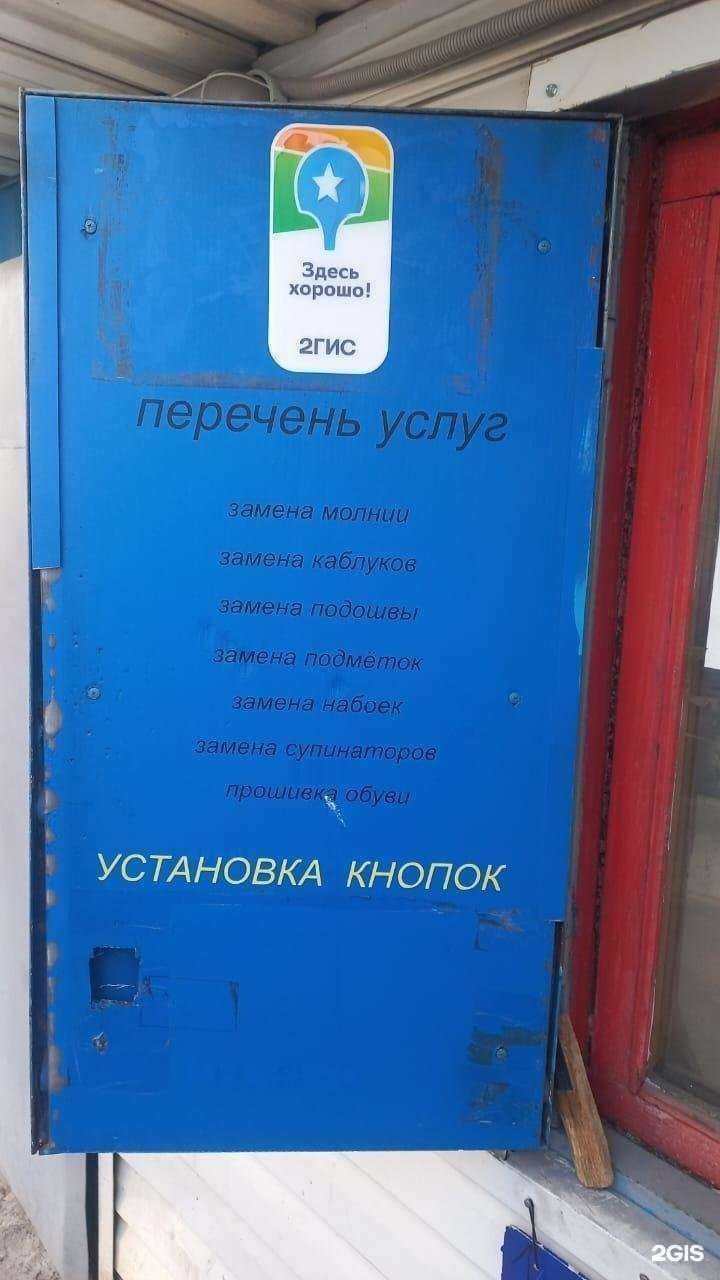 Здесь
хорошо!
2ГИС
перечень услуг
замена молнии
замена каблуков
замена подошвы
замена подмёток
замена набоек
замена супинаторов
прошивка обуви
УСТАНОВКА КНОПОК
2GIS